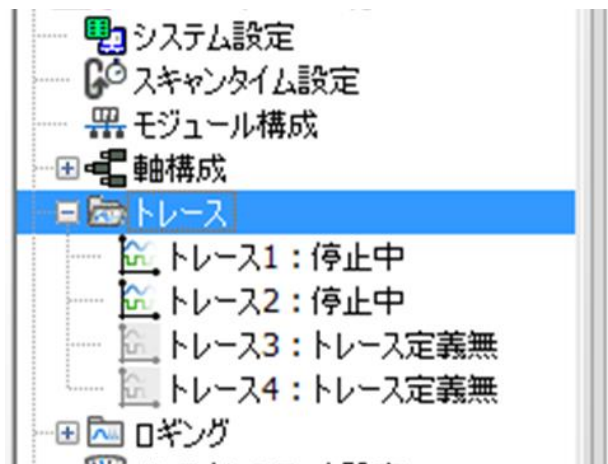 システム設定
スキャンタイム設定
モジュール構成
軸構成
トレース
トレース1：停止中
トレース2：停止中
トレース3：トレース定義無
トレース4：トレース定義無
ロギング